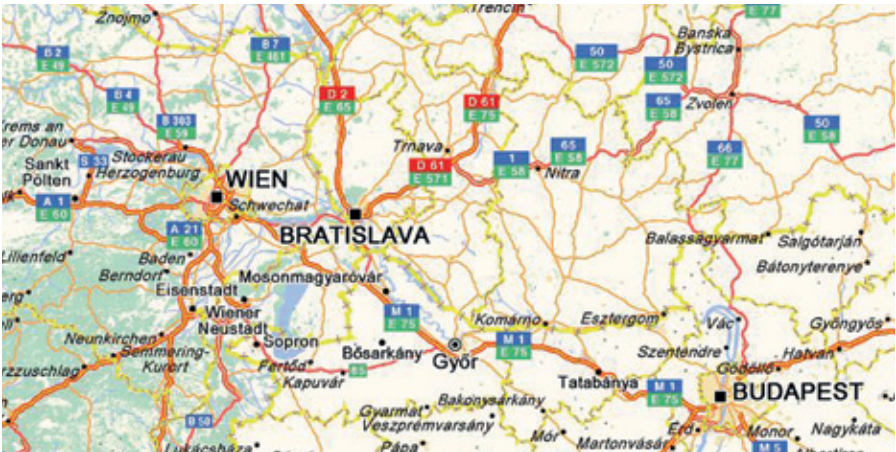 Znojmo
Trenčín
E 77
B 2
E 49
B 7
E 461
50
E 572
Banska
Bystrica
50
E 572
B 4
E 49
D 2
E 65
D 61
E 75
65
E 58
Zvolen
50
E 58
Krems an
der Donau
B 303
E 59
Stockerau
Herzogenburg
S 33
Sankt
Pölten
A 1
E 60
Trnava
D 61
E 571
1
E 58
65
E 58
Nitra
66
E 77
WIEN
Schwechat
A 21
E 60
BRATISLAVA
Balassagyarmat
Salgótarján
Bátonyterenye
Lilienfeld
Baden
Berndorf
Eisenstadt
Mosonmagyaróvár
M 1
E 75
Wiener
Neustadt
Sopron
Neunkirchen
Semmering-
Kurort
Bősarkány
Győr
Fertőd
Kapuvár
85
Komárno
M 1
E 75
Esztergom
Vác
Gyöngyös
Szentendre
Gödöllő
Hatvan
Tatabánya
M 1
E 75
BUDAPEST
B 50
Gyarmat
Bakonysárkány
Veszprémvarsány
Pápa
Mór
Martonvásár
Érd
Monor
Nagykáta
M 5
Lukácsháza